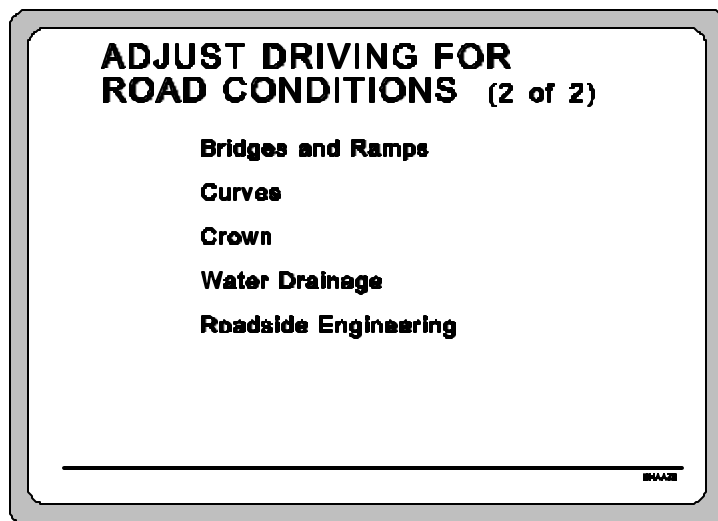 ADJUST DRIVING FOR
ROAD CONDITIONS (2 of 2)
Bridges and Ramps
Curves
Crown
Water Drainage
Roadside Engineering